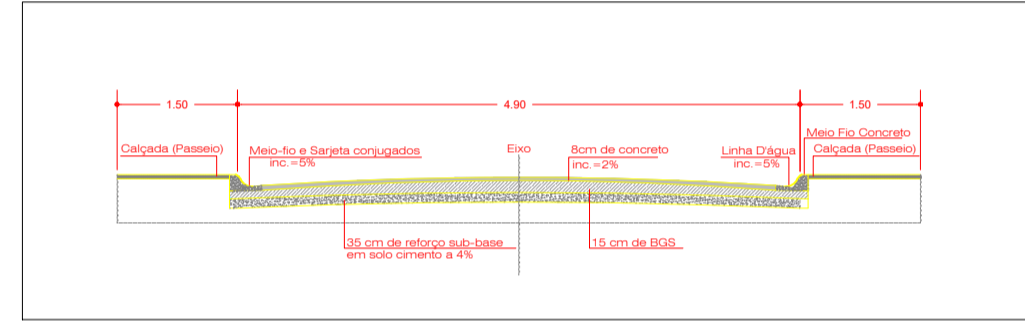 1.50
4.90
1.50
Meio Fio Concreto
Calçada (Passeio)
Meio-fio e Sarjeta conjugados
inc.=5%
Eixo
8cm de concreto
inc.=2%
Linha D'água
inc.=5%
Calçada (Passeio)
35 cm de reforço sub-base
em solo cimento a 4%
15 cm de BGS